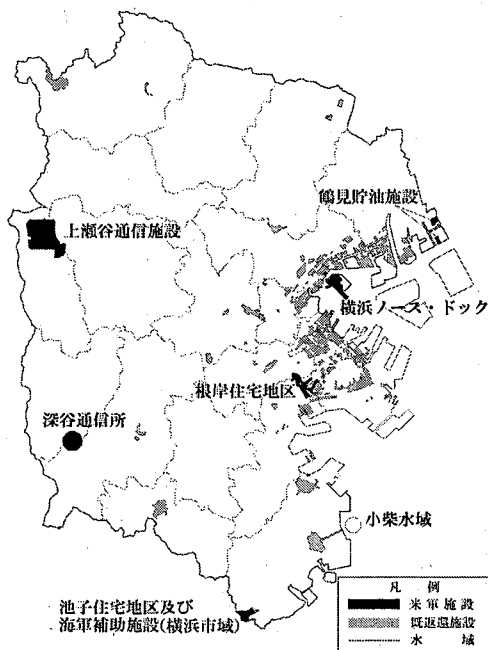 鶴見貯油施設
上瀬谷通信施設
横浜ノース・ドック
根岸住宅地区
深谷通信所
小柴水域
池子住宅地区及び
海軍補助施設(横浜市域)
凡 例
米軍施設
既返還施設
水 域